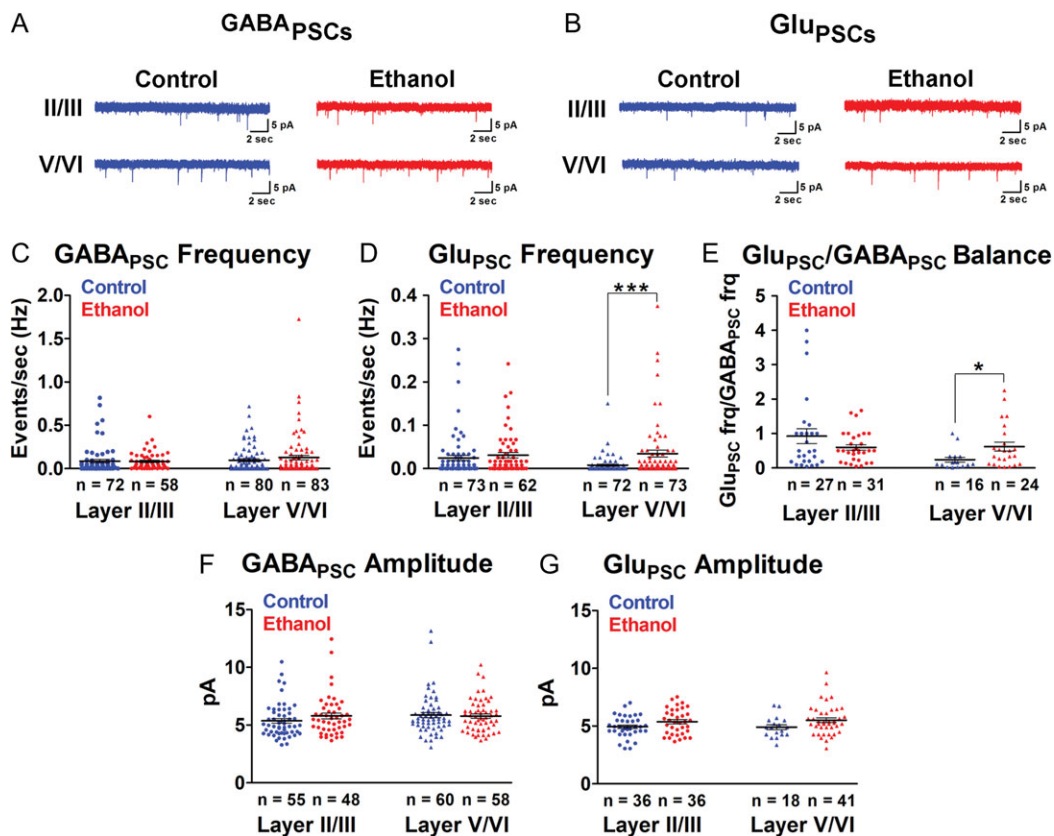 A GABAPSCs
Control Ethanol
II/III 5 pA 2 sec 5 pA 2 sec
V/VI 5 pA 2 sec 5 pA 2 sec
B GluPSCs
Control Ethanol
II/III 5 pA 2 sec 5 pA 2 sec
V/VI 5 pA 2 sec 5 pA 2 sec
C GABAPSC Frequency
Control
Ethanol
Events/sec (Hz)
2.0
1.5
1.0
0.5
0.0
n = 72 n = 58 n = 80 n = 83
Layer II/III Layer V/VI
D GluPSC Frequency
Control
Ethanol
***
Events/sec (Hz)
0.4
0.3
0.2
0.1
0.0
n = 73 n = 62 n = 72 n = 73
Layer II/III Layer V/VI
E GluPSC/GABAPSC Balance
Control
Ethanol
*
GluPSC frq/GABAPSC frq
5
4
3
2
1
0
n = 27 n = 31 n = 16 n = 24
Layer II/III Layer V/VI
F GABAPSC Amplitude
Control
Ethanol
pA
15
10
5
0
n = 55 n = 48 n = 60 n = 58
Layer II/III Layer V/VI
G GluPSC Amplitude
Control
Ethanol
pA
15
10
5
0
n = 36 n = 36 n = 18 n = 41
Layer II/III Layer V/VI